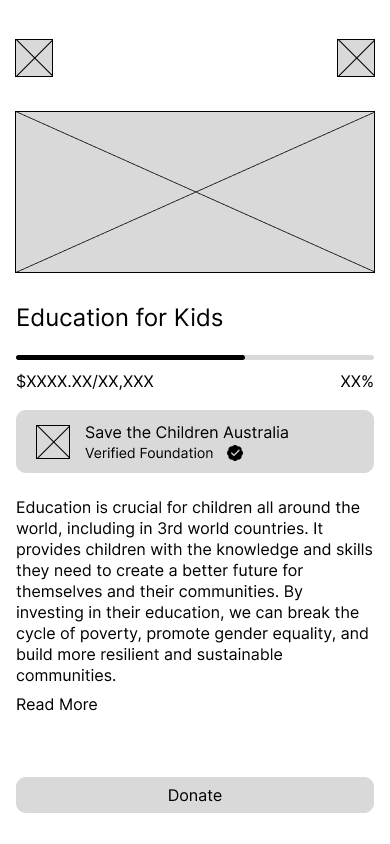 Education for Kids
$XXXX.XX/XX,XXX XX%
Save the Children Australia
Verified Foundation
Education is crucial for children all around the
world, including in 3rd world countries. It
provides children with the knowledge and skills
they need to create a better future for
themselves and their communities. By
investing in their education, we can break the
cycle of poverty, promote gender equality, and
build more resilient and sustainable
communities.
Read More
Donate